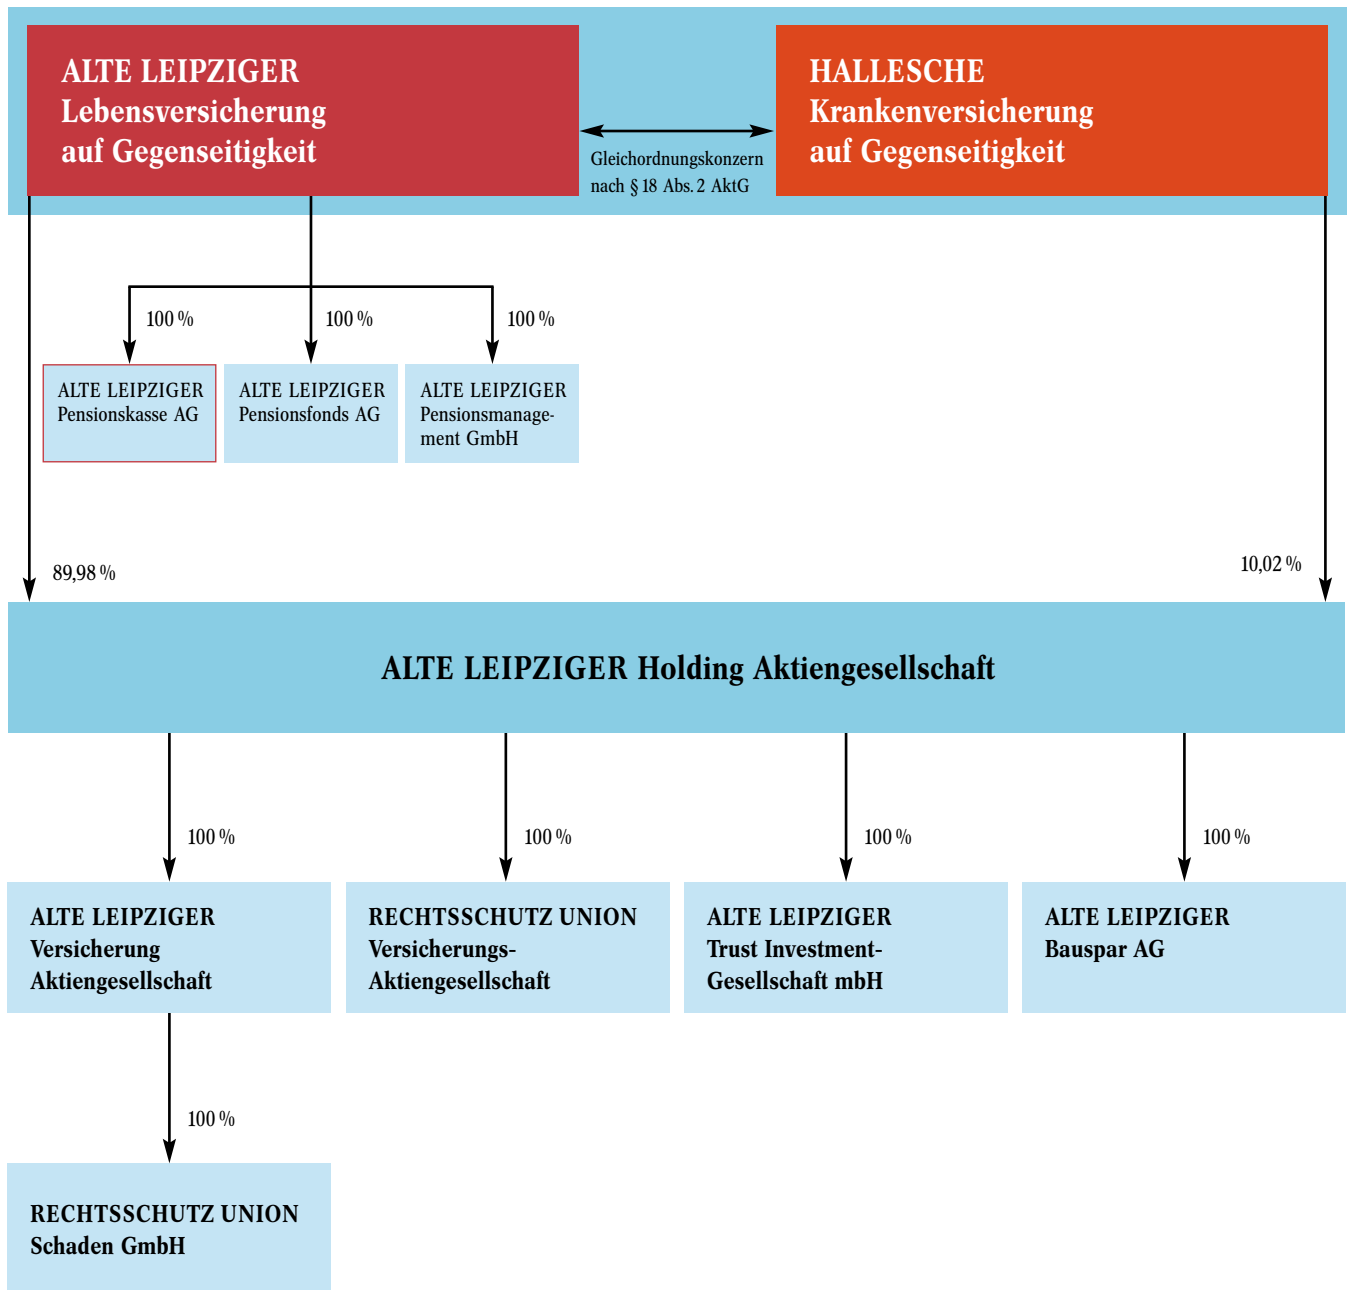 ALTE LEIPZIGER
Lebensversicherung
auf Gegenseitigkeit
Gleichordnungskonzern
nach § 18 Abs. 2 AktG
HALLESCHE
Krankenversicherung
auf Gegenseitigkeit
100 %
100 %
100 %
ALTE LEIPZIGER
Pensionskasse AG
ALTE LEIPZIGER
Pensionsfonds AG
ALTE LEIPZIGER
Pensionsmanage-
ment GmbH
89,98 %
10,02 %
ALTE LEIPZIGER Holding Aktiengesellschaft
100 %
100 %
100 %
100 %
ALTE LEIPZIGER
Versicherung
Aktiengesellschaft
RECHTSSCHUTZ UNION
Versicherungs-
Aktiengesellschaft
ALTE LEIPZIGER
Trust Investment-
Gesellschaft mbH
ALTE LEIPZIGER
Bauspar AG
100 %
RECHTSSCHUTZ UNION
Schaden GmbH